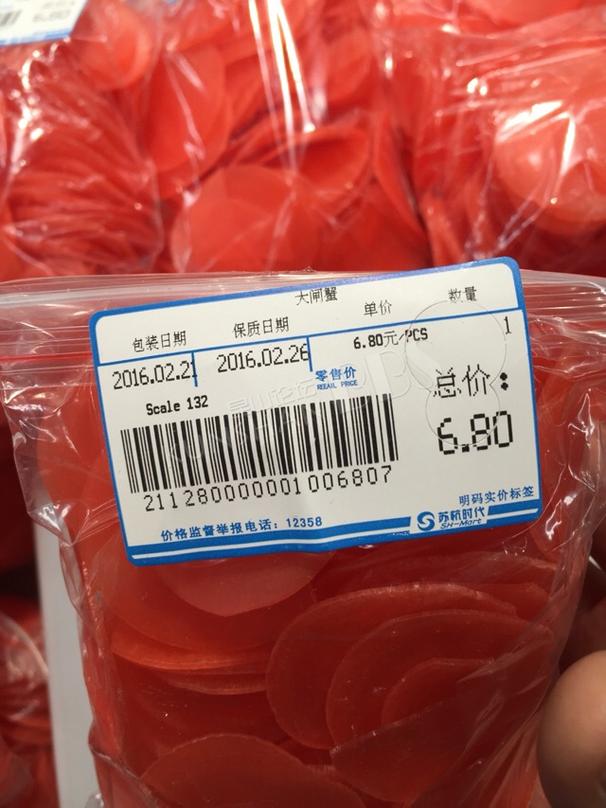 6.80
大闸蟹
包装日期 保质日期 单价 数量
2016.02.21 2016.02.26 6.80元/PCS 1
零售价
REEAIL PRICE
总价:
Scale 132
6.80
2112800000001006807
明码实价标签
价格监督举报电话: 12358
苏杭时代
SH-Mart